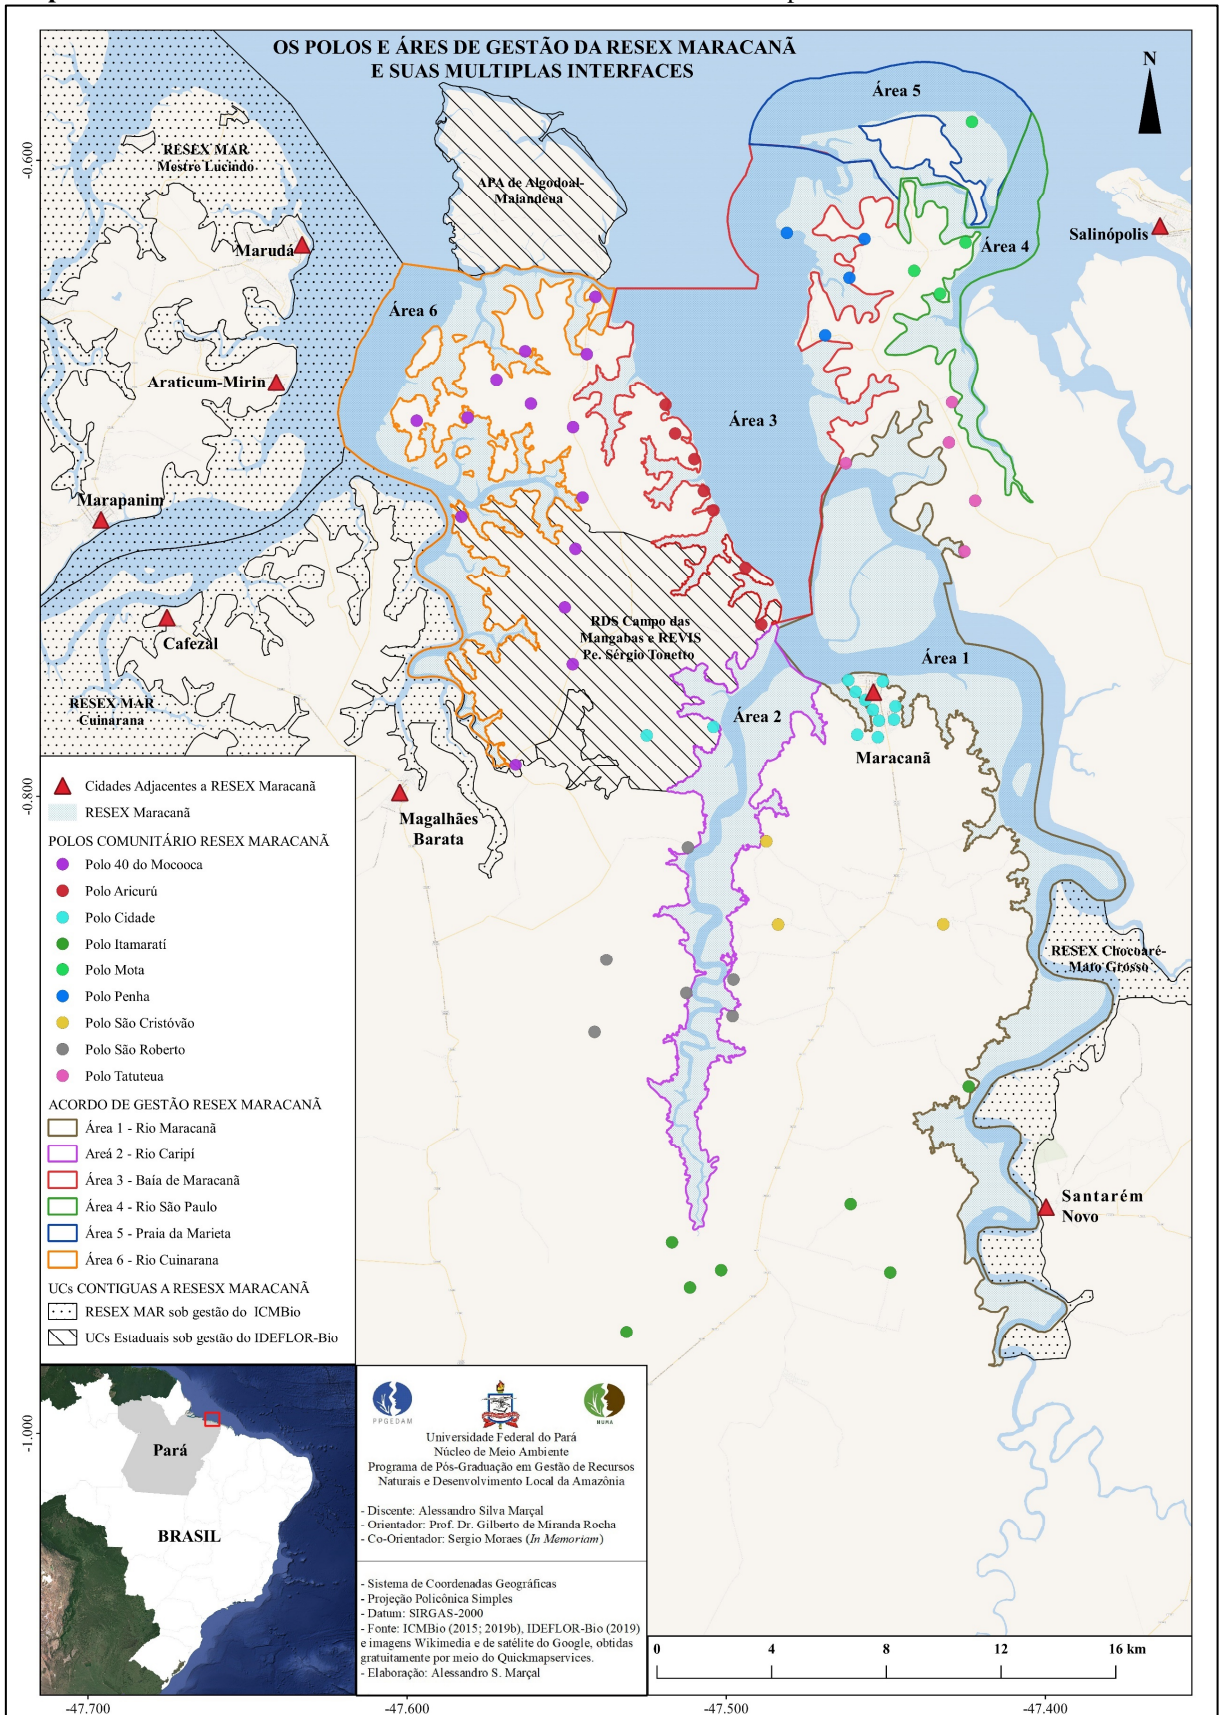 OS POLOS E ÁRES DE GESTÃO DA RESEX MARACANÃ
E SUAS MULTIPLAS INTERFACES
N
Área 5
RESEX MAR
Mestre Lucindo
APA de Algodoal-
Maiandeua
Marudá
Área 4
Salinópolis
Área 6
Araticum-Mirin
Área 3
Marapanim
Cafezal
RDS Campo das
Mangabas e REVIS
Pe. Sérgio Tonetto
Área 1
RESEX MAR
Cuinarana
Área 2
Maracanã
Magalhães
Barata
RESEX Chocoaré-
Mato Grosso
Santarém
Novo
Cidades Adjacentes a RESEX Maracanã
RESEX Maracanã
POLOS COMUNITÁRIO RESEX MARACANÃ
Polo 40 do Mocooca
Polo Aricurú
Polo Cidade
Polo Itamaratí
Polo Mota
Polo Penha
Polo São Cristóvão
Polo São Roberto
Polo Tatuteua
ACORDO DE GESTÃO RESEX MARACANÃ
Área 1 - Rio Maracanã
Areá 2 - Rio Caripí
Área 3 - Baía de Maracanã
Área 4 - Rio São Paulo
Área 5 - Praia da Marieta
Área 6 - Rio Cuinarana
UCs CONTIGUAS A RESESX MARACANÃ
RESEX MAR sob gestão do ICMBio
UCs Estaduais sob gestão do IDEFLOR-Bio
Pará
BRASIL
PPGEDAM
NUMA
Universidade Federal do Pará
Núcleo de Meio Ambiente
Programa de Pós-Graduação em Gestão de Recursos
Naturais e Desenvolvimento Local da Amazônia
- Discente: Alessandro Silva Marçal
- Orientador: Prof. Dr. Gilberto de Miranda Rocha
- Co-Orientador: Sergio Moraes (In Memoriam)
- Sistema de Coordenadas Geográficas
- Projeção Policônica Simples
- Datum: SIRGAS-2000
- Fonte: ICMBio (2015; 2019b), IDEFLOR-Bio (2019)
e imagens Wikimedia e de satélite do Google, obtidas
gratuitamente por meio do Quickmapservices.
- Elaboração: Alessandro S. Marçal
0 4 8 12 16 km
-0.600
-0.800
-1.000
-47.700 -47.600 -47.500 -47.400